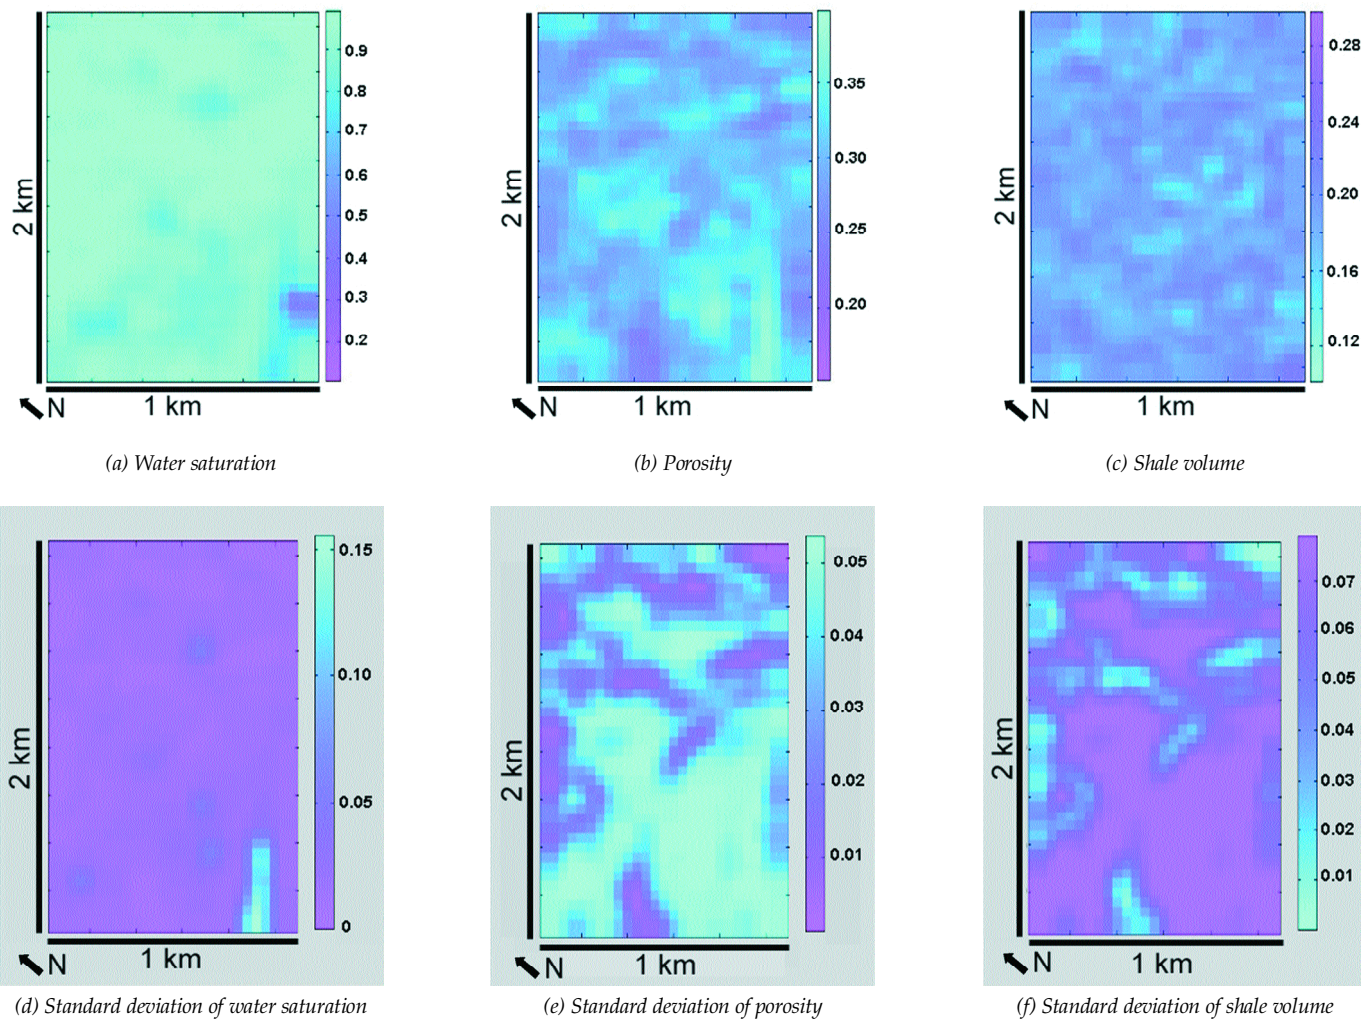 2 km
0.9
0.8
0.7
0.6
0.5
0.4
0.3
0.2
N
1 km
(a) Water saturation
2 km
0.35
0.30
0.25
0.20
N
1 km
(b) Porosity
2 km
0.28
0.24
0.20
0.16
0.12
N
1 km
(c) Shale volume
2 km
0.15
0.10
0.05
0
N
1 km
(d) Standard deviation of water saturation
2 km
0.05
0.04
0.03
0.02
0.01
N
1 km
(e) Standard deviation of porosity
2 km
0.07
0.06
0.05
0.04
0.03
0.02
0.01
N
1 km
(f) Standard deviation of shale volume